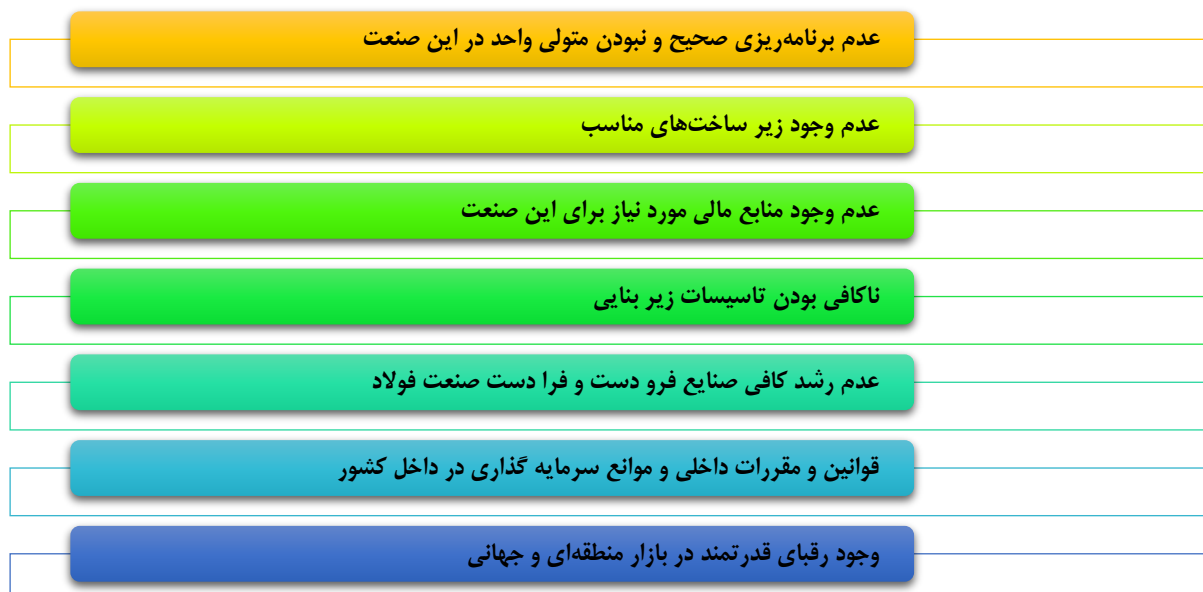 عدم برنامه‌ریزی صحیح و نبودن متولی واحد در این صنعت
عدم وجود زیر ساخت‌های مناسب
عدم وجود منابع مالی مورد نیاز برای این صنعت
ناکافی بودن تاسیسات زیر بنایی
عدم رشد کافی صنایع فرو دست و فرا دست صنعت فولاد
قوانین و مقررات داخلی و موانع سرمایه گذاری در داخل کشور
وجود رقبای قدرتمند در بازار منطقه‌ای و جهانی